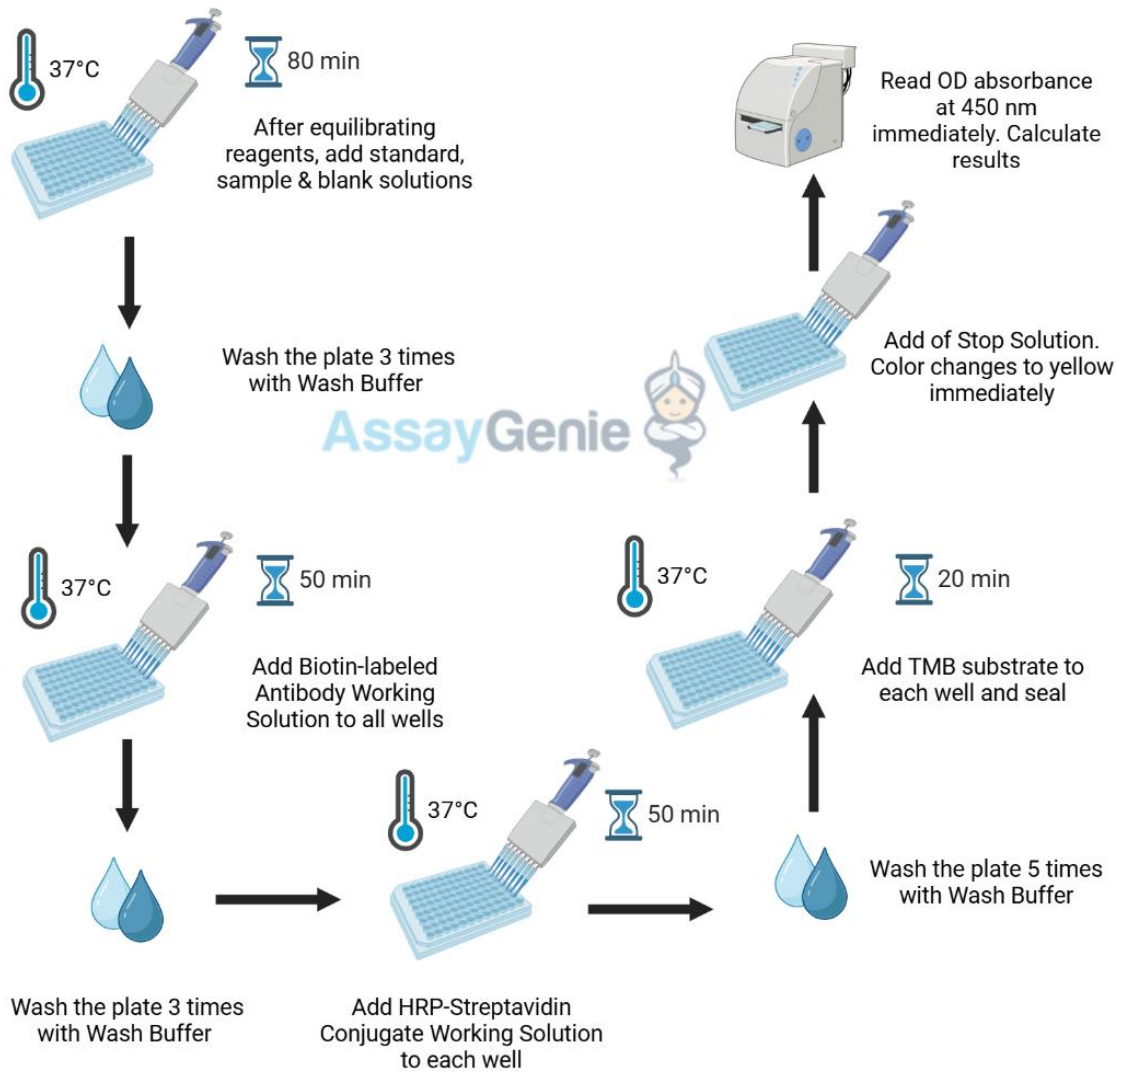 37°C
80 min
After equilibrating
reagents, add standard,
sample & blank solutions
Wash the plate 3 times
with Wash Buffer
37°C
50 min
Add Biotin-labeled
Antibody Working
Solution to all wells
Wash the plate 3 times
with Wash Buffer
37°C
50 min
Add HRP-Streptavidin
Conjugate Working Solution
to each well
Wash the plate 5 times
with Wash Buffer
37°C
20 min
Add TMB substrate to
each well and seal
Add of Stop Solution.
Color changes to yellow
immediately
Read OD absorbance
at 450 nm
immediately. Calculate
results
AssayGenie